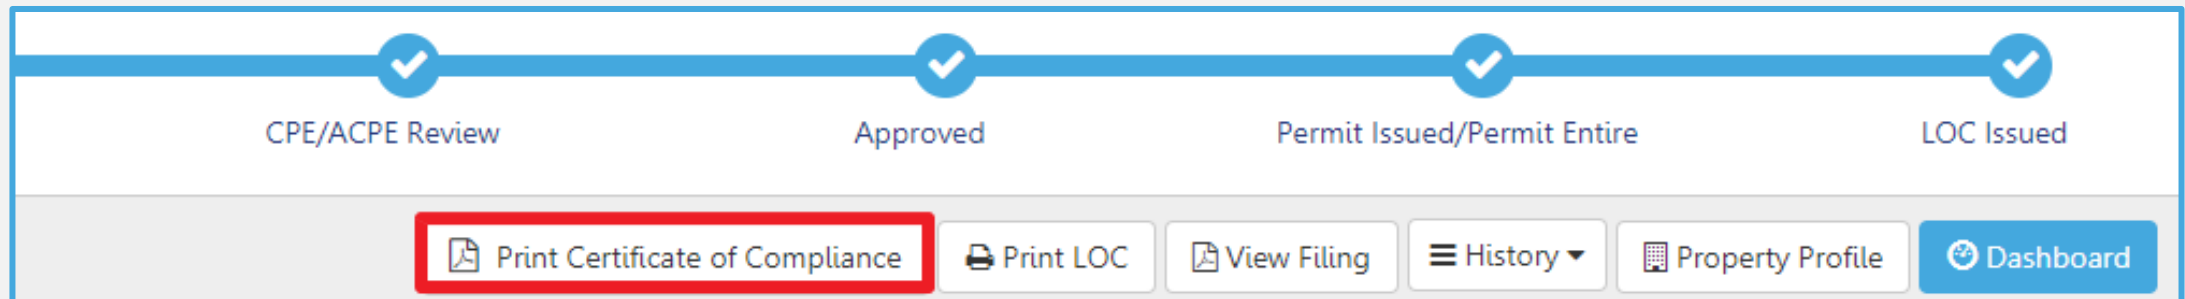 CPE/ACPE Review Approved Permit Issued/Permit Entire LOC Issued
Print Certificate of Compliance Print LOC View Filing History Property Profile Dashboard